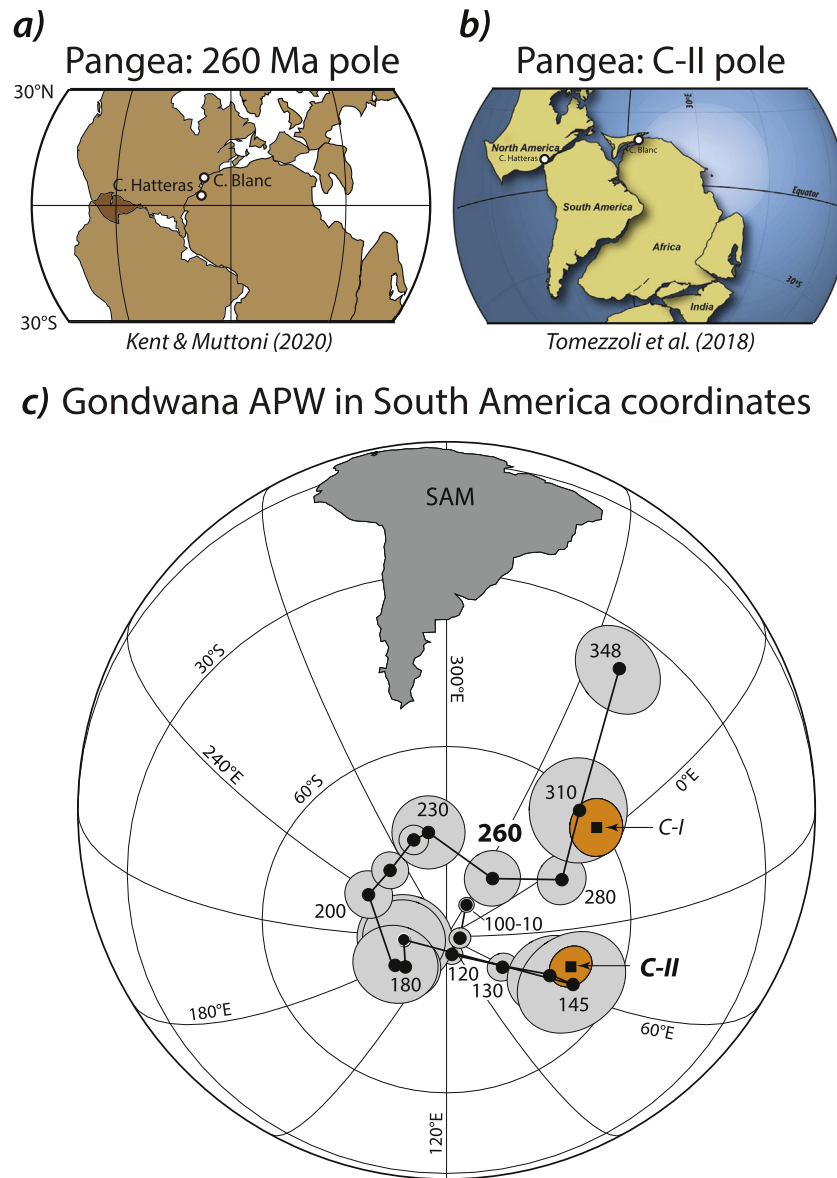 a)
Pangea: 260 Ma pole
30°N
C. Hatteras
C. Blanc
30°S
Kent & Muttoni (2020)
b)
Pangea: C-II pole
30°E
North America
C. Hatteras
C. Blanc
South America
Equator
Africa
30°S
India
Tomezzoli et al. (2018)
c) Gondwana APW in South America coordinates
SAM
30°S
300°E
348
240°E
0°E
60°S
310
230
260
C-I
280
200
100-10
C-II
180
120
130
145
180°E
60°E
120°E